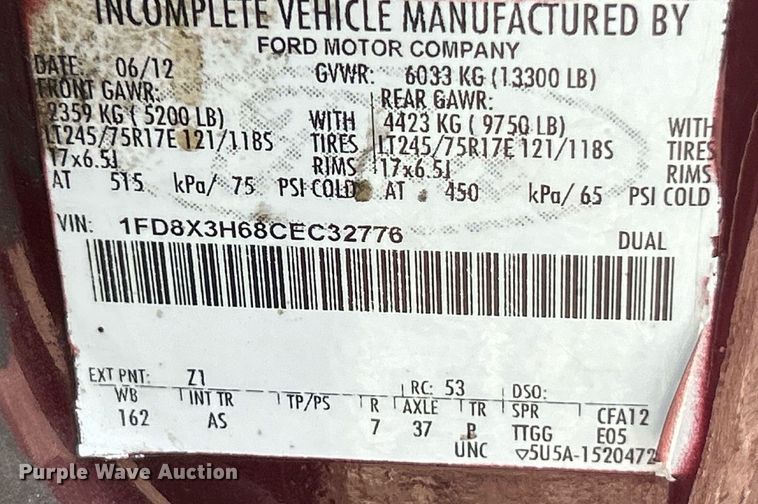 INCOMPLETE VEHICLE MANUFACTURED BY
FORD MOTOR COMPANY
DATE: 06/12 GVWR: 6033 KG (13300 LB)
FRONT GAWR: REAR GAWR:
2359 KG (5200 LB) WITH 4423 KG (9750 LB) WITH
LT245/75R17E 121/118S TIRES LT245/75R17E 121/118S TIRES
17x6.5J RIMS 17x6.5J RIMS
AT 515 kPa/ 75 PSI COLD AT 450 kPa/ 65 PSI COLD
VIN: 1FD8X3H68CEC32776 DUAL
EXT PNT: Z1 RC: 53 DSO:
WB INT TR TP/PS R AXLE TR SPR CFA12
162 AS 7 37 B TTGG E05
UNC ▽5U5A-1520472
Purple Wave Auction